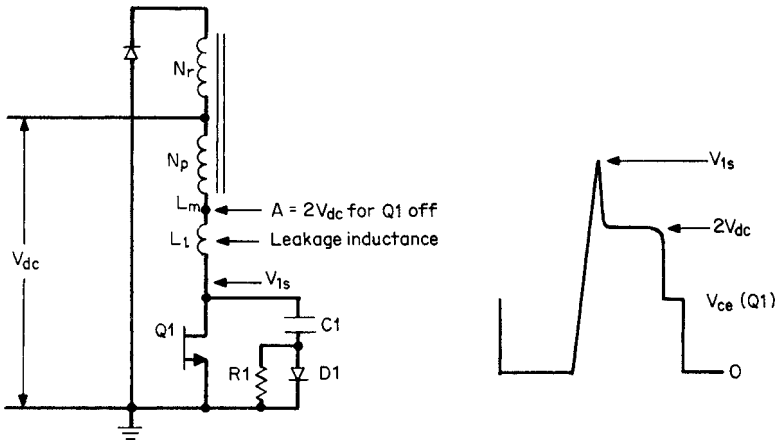 Nr
Np
Lm
A = 2Vdc for Q1 off
L1
Leakage inductance
Vdc
V1s
Q1
C1
R1
D1
V1s
2Vdc
Vce (Q1)
0